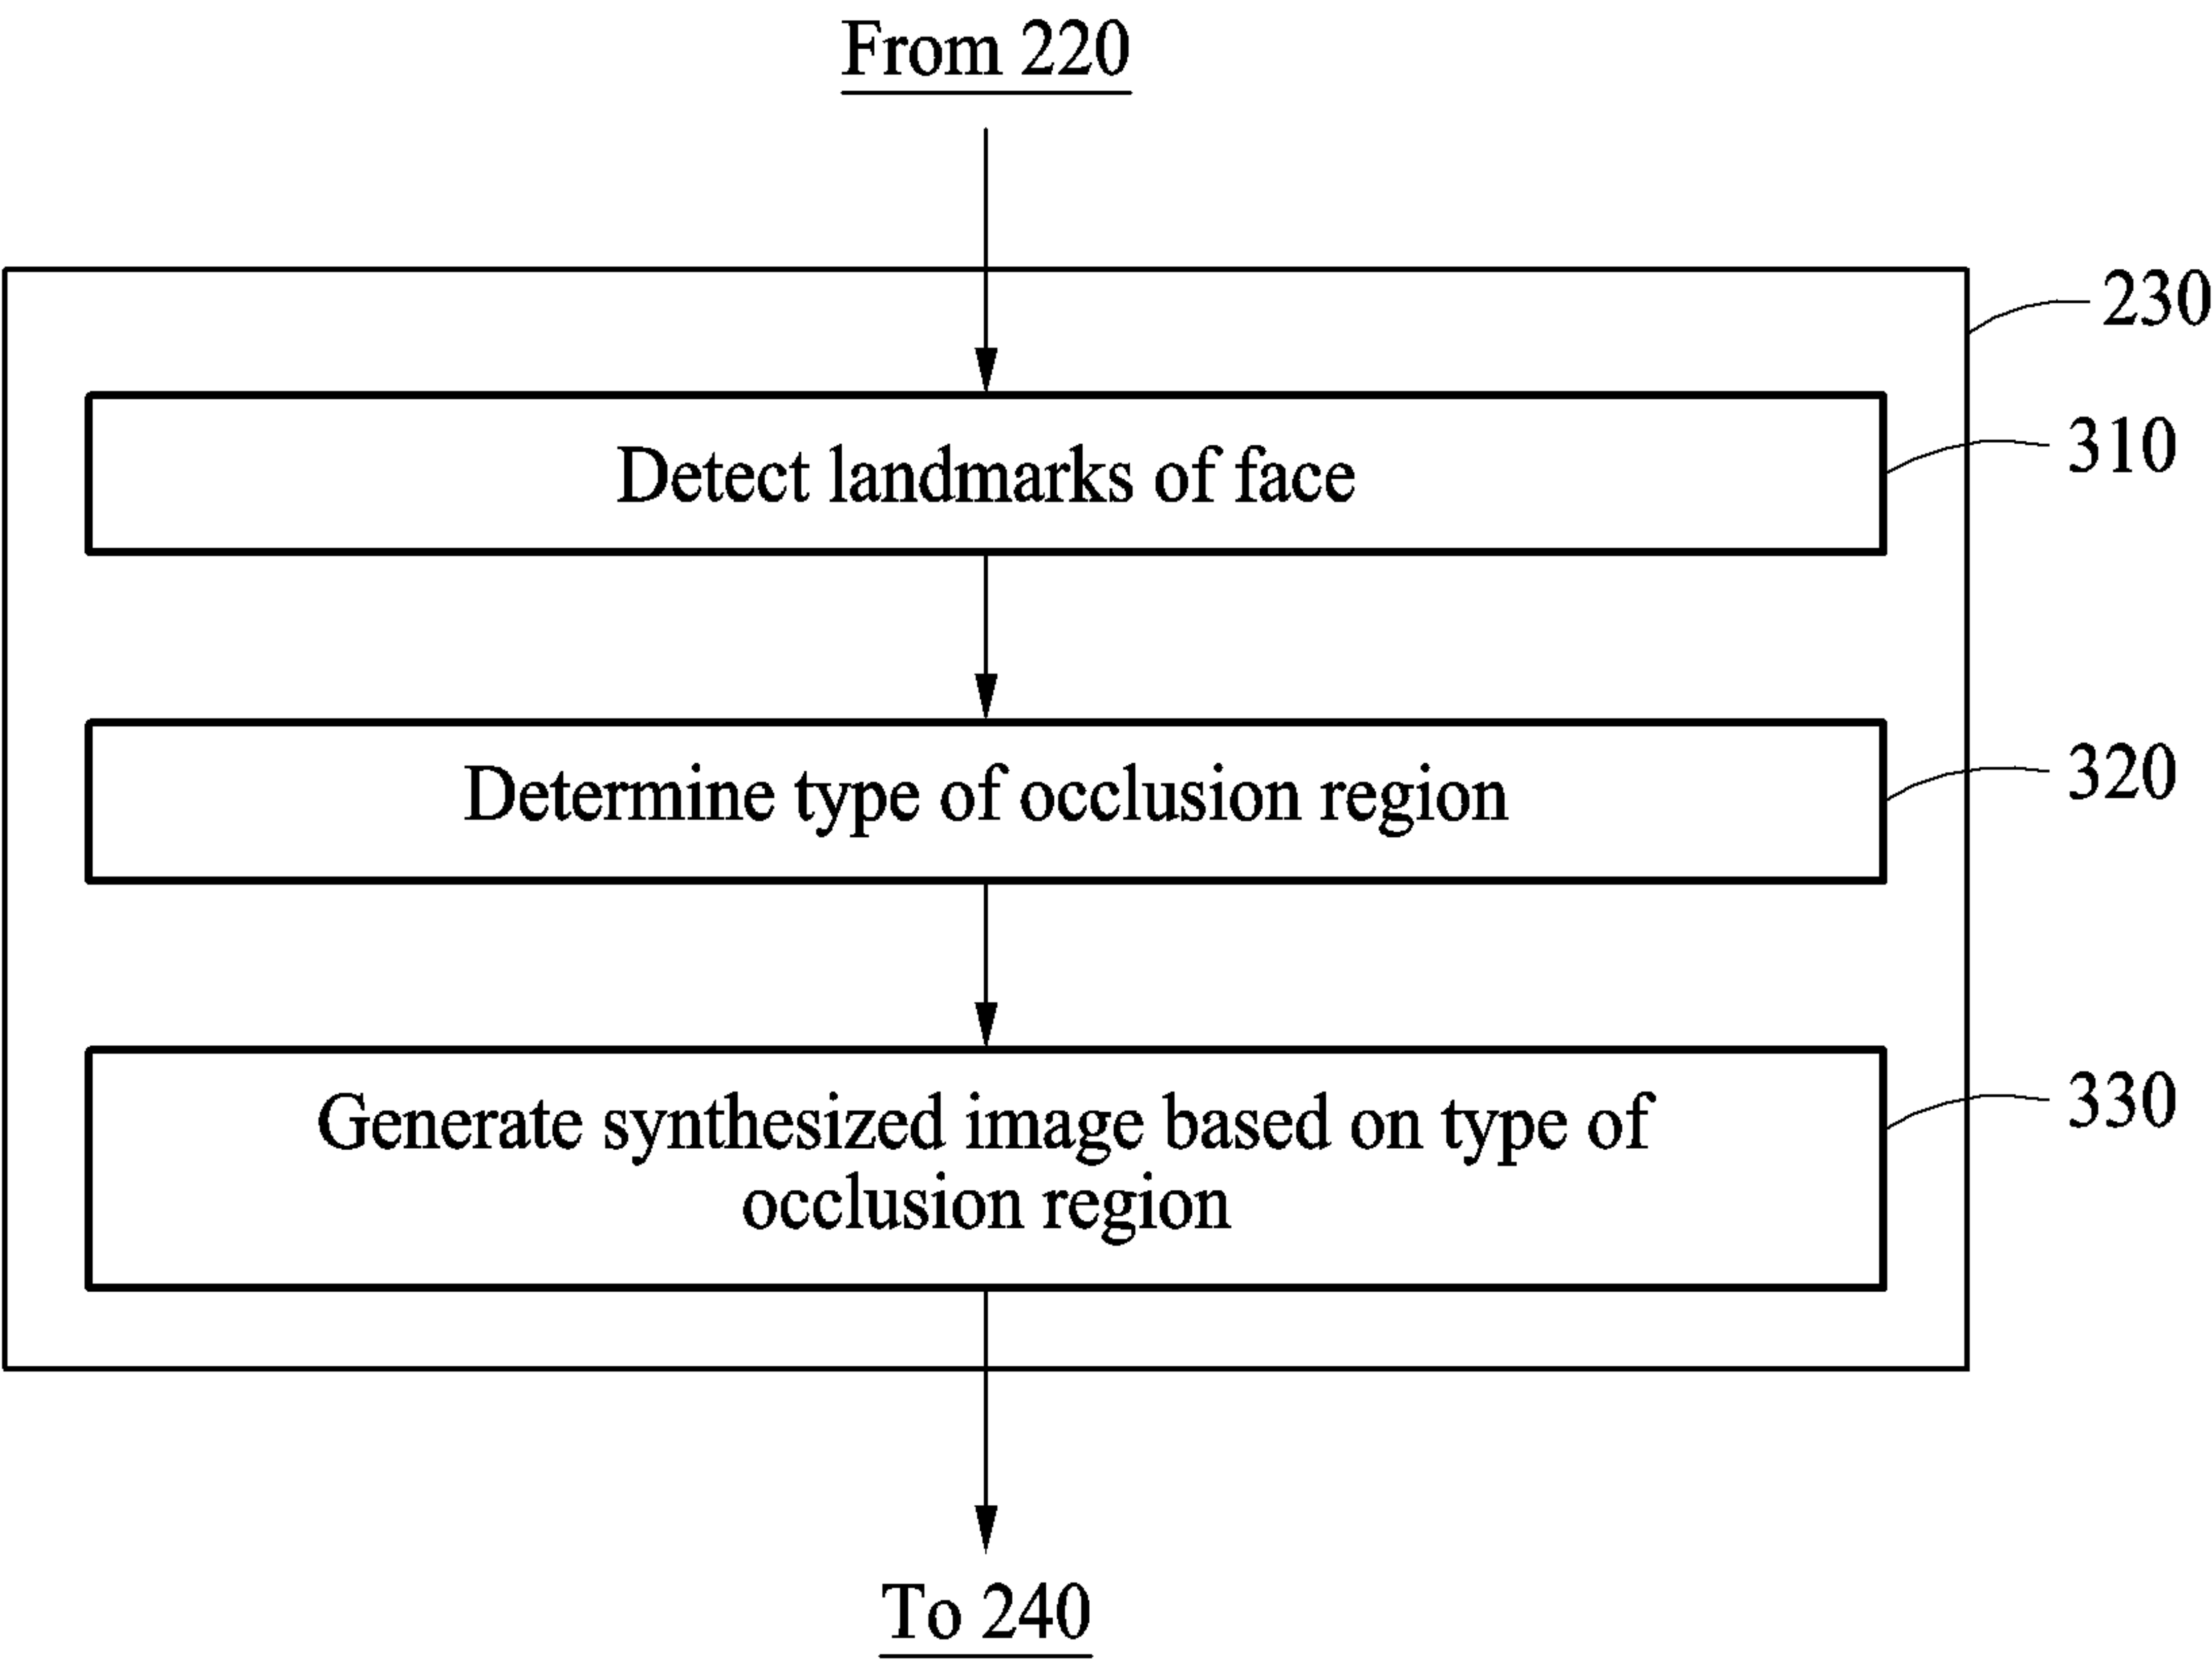 From 220
230
Detect landmarks of face
310
Determine type of occlusion region
320
Generate synthesized image based on type of
occlusion region
330
To 240